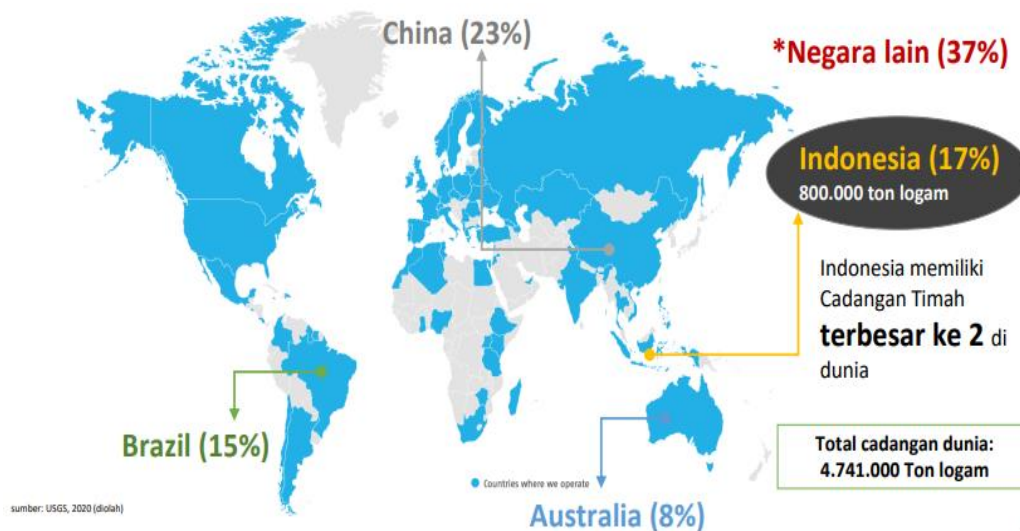 China (23%)
*Negara lain (37%)
Indonesia (17%)
800.000 ton logam
Indonesia memiliki
Cadangan Timah
terbesar ke 2 di
dunia
Brazil (15%)
Total cadangan dunia:
4.741.000 Ton logam
Countries where we operate
sumber: USGS, 2020 (diolah)
Australia (8%)